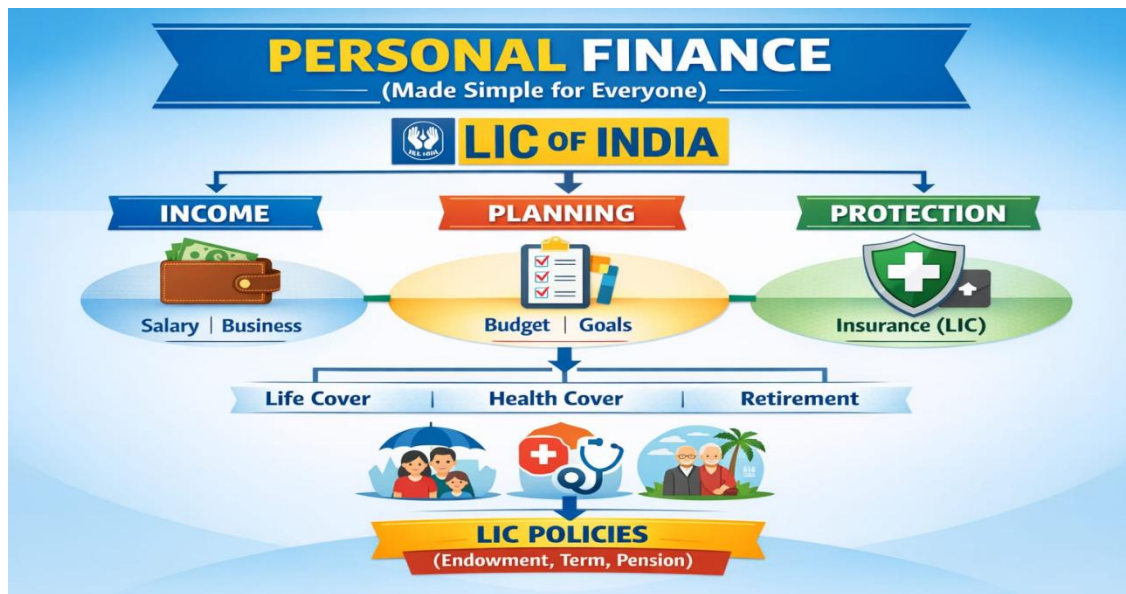 PERSONAL FINANCE
(Made Simple for Everyone)
LIC OF INDIA
INCOME
PLANNING
PROTECTION
Salary | Business
Budget | Goals
Insurance (LIC)
Life Cover | Health Cover | Retirement
LIC POLICIES
(Endowment, Term, Pension)